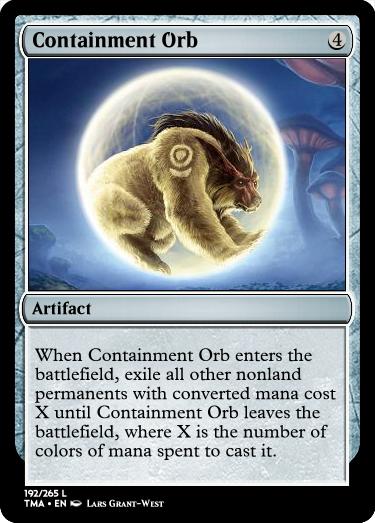 Containment Orb 4
Artifact
When Containment Orb enters the
battlefield, exile all other nonland
permanents with converted mana cost
X until Containment Orb leaves the
battlefield, where X is the number of
colors of mana spent to cast it.
192/265 L
TMA • EN Lars Grant-West